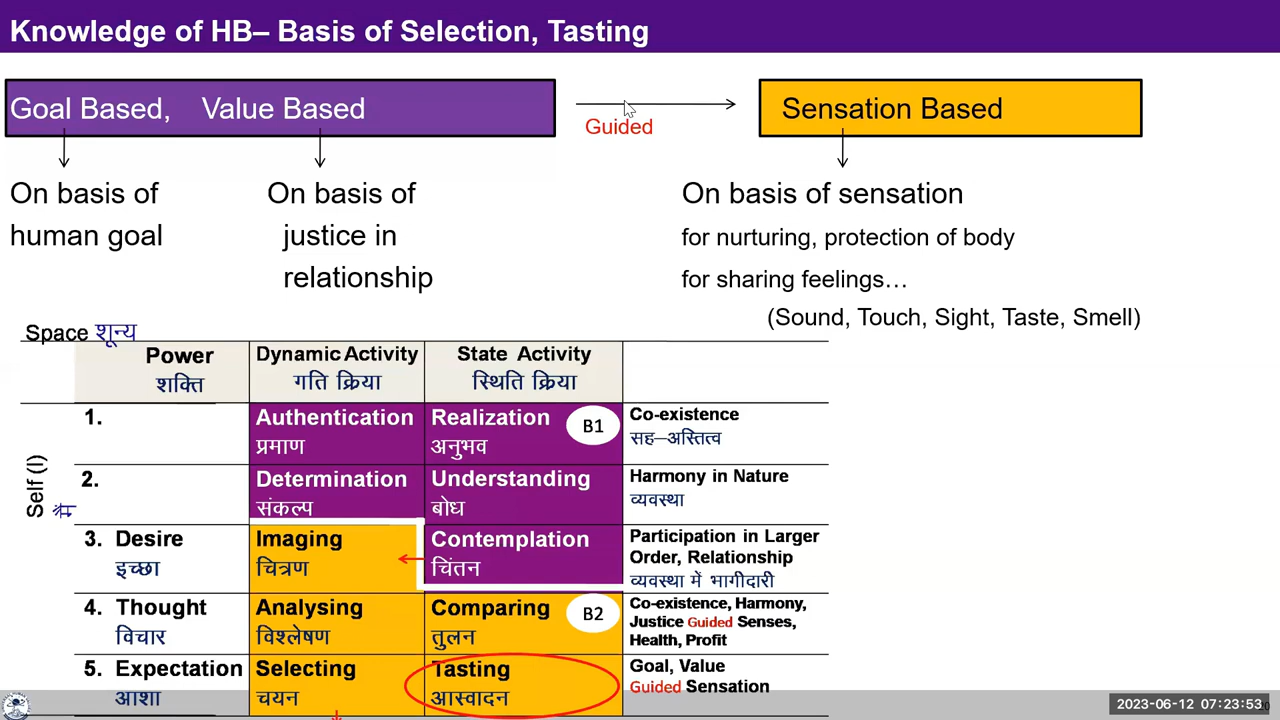 Knowledge of HB– Basis of Selection, Tasting
Goal Based, Value Based
Guided
Sensation Based
On basis of
human goal
On basis of
justice in
relationship
On basis of sensation
for nurturing, protection of body
for sharing feelings…
(Sound, Touch, Sight, Taste, Smell)
Space शून्य
Self (I)
मैं
Power Dynamic Activity State Activity
शक्ति गति क्रिया स्थिति क्रिया
1. Authentication Realization B1 Co-existence
प्रमाण अनुभव सह–अस्तित्व
2. Determination Understanding Harmony in Nature
संकल्प बोध व्यवस्था
3. Desire Imaging Contemplation Participation in Larger
Order, Relationship
इच्छा चित्रण चिंतन व्यवस्था में भागीदारी
4. Thought Analysing Comparing B2 Co-existence, Harmony,
Justice Guided Senses,
विचार विश्लेषण तुलन Health, Profit
5. Expectation Selecting Tasting Goal, Value
आशा चयन आस्वादन Guided Sensation
2023-06-12 07:23:53